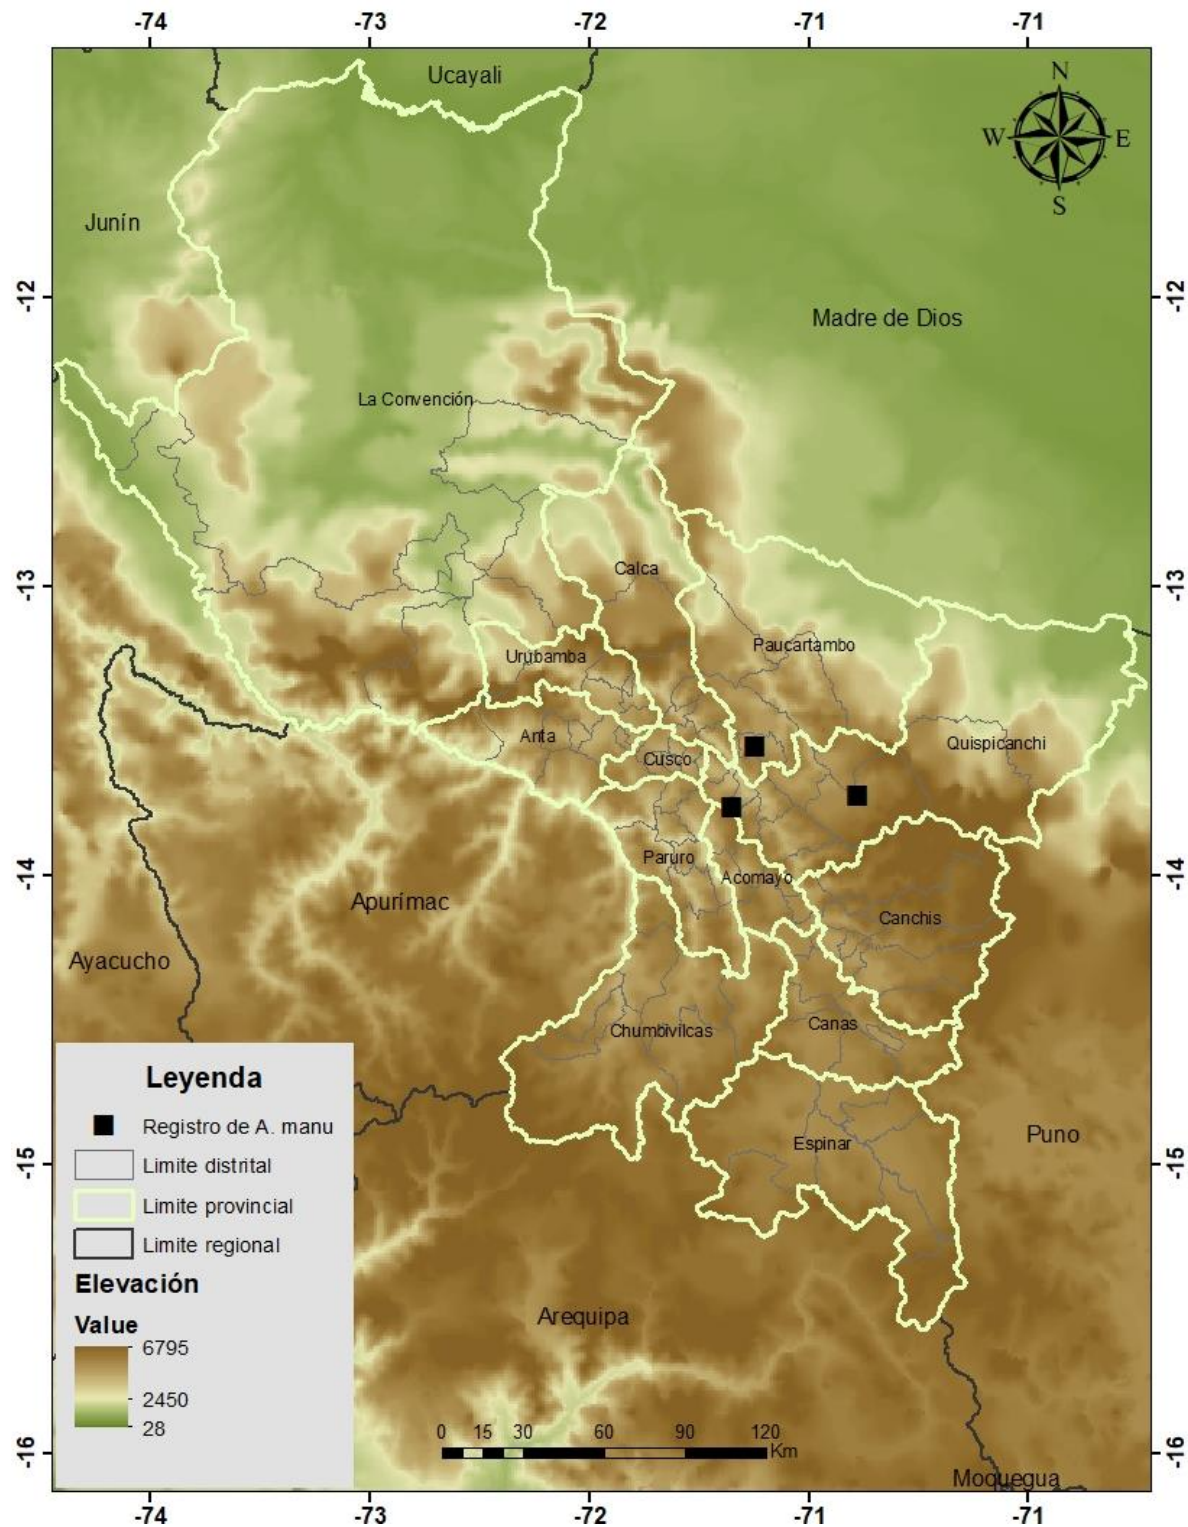 -74 -73 -72 -71 -71
Ucayali
N
W E
S
Junín
-12 -12
Madre de Dios
La Convención
Calca
-13 -13
Paucartambo
Urubamba
Anta
Quispicanchi
Cusco
Paruro
-14 -14
Acomayo
Apurímac
Canchis
Ayacucho
Canas
Chumbivilcas
Leyenda
Registro de A. manu
Puno
Espinar
-15 -15
Limite distrital
Limite provincial
Limite regional
Elevación
Arequipa
Value
6795
2450
28
0 15 30 60 90 120
Km
-16 -16
Moquegua
-74 -73 -72 -71 -71